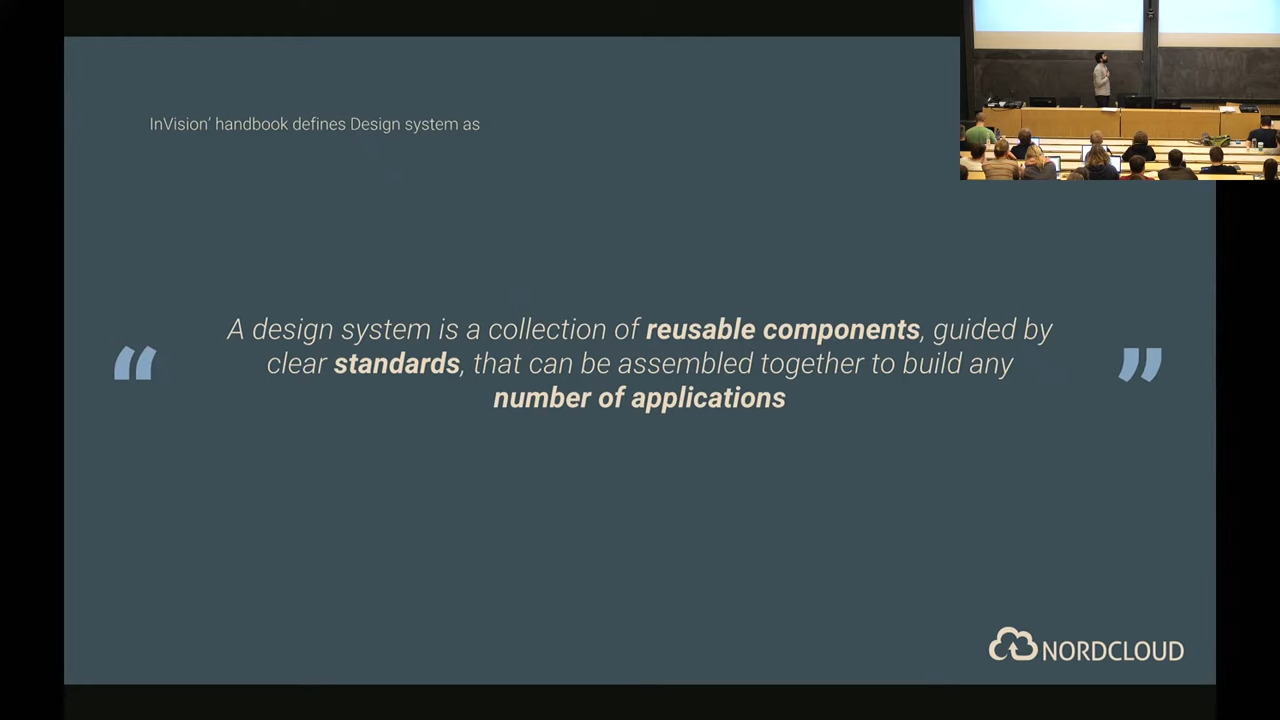 InVision’ handbook defines Design system as
“ A design system is a collection of reusable components, guided by
clear standards, that can be assembled together to build any
number of applications ”
NORDCLOUD